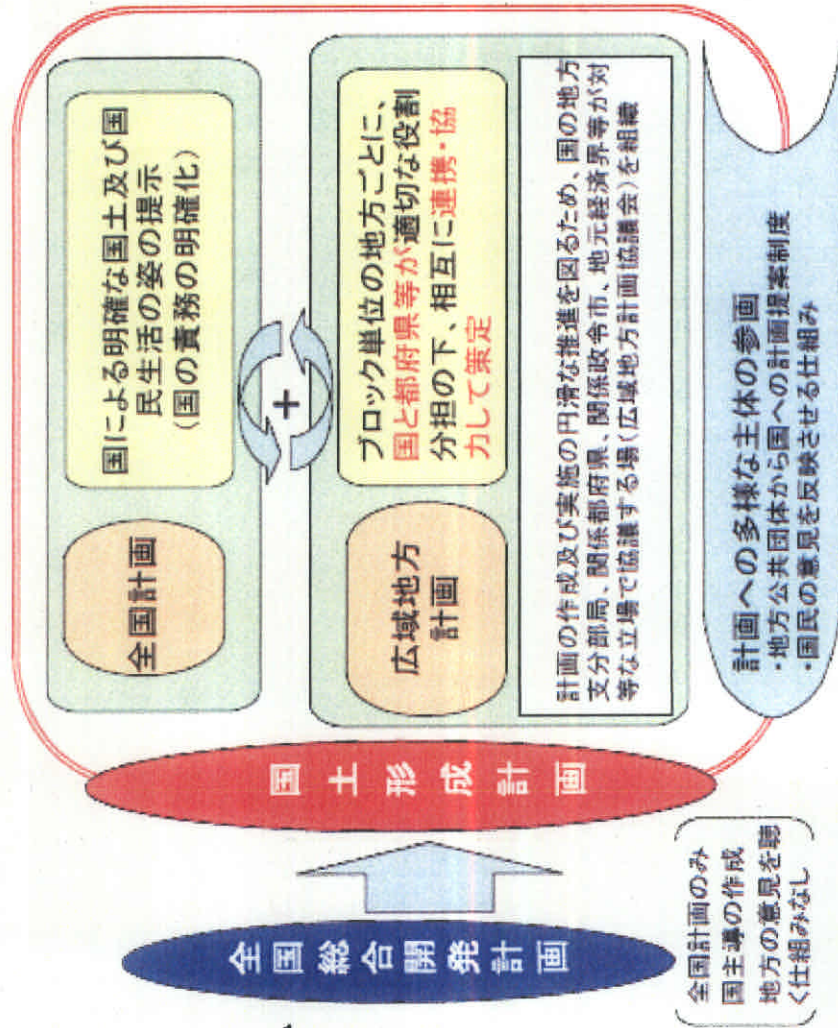 全国総合開発計画
全国計画のみ
国主導の作成
地方の意見を聴
く仕組みなし
国土形成計画
全国計画
国による明確な国土及び国
民生活の姿の提示
(国の責務の明確化)
+
広域地方
計画
ブロック単位の地方ごとに、
国と都府県等が適切な役割
分担の下、相互に連携・協
力して策定
計画の作成及び実施の円滑な推進を図るため、国の地方
支分部局、関係都府県、関係政令市、地元経済界等が対
等な立場で協議する場(広域地方計画協議会)を組織
計画への多様な主体の参画
・地方公共団体から国への計画提案制度
・国民の意見を反映させる仕組み